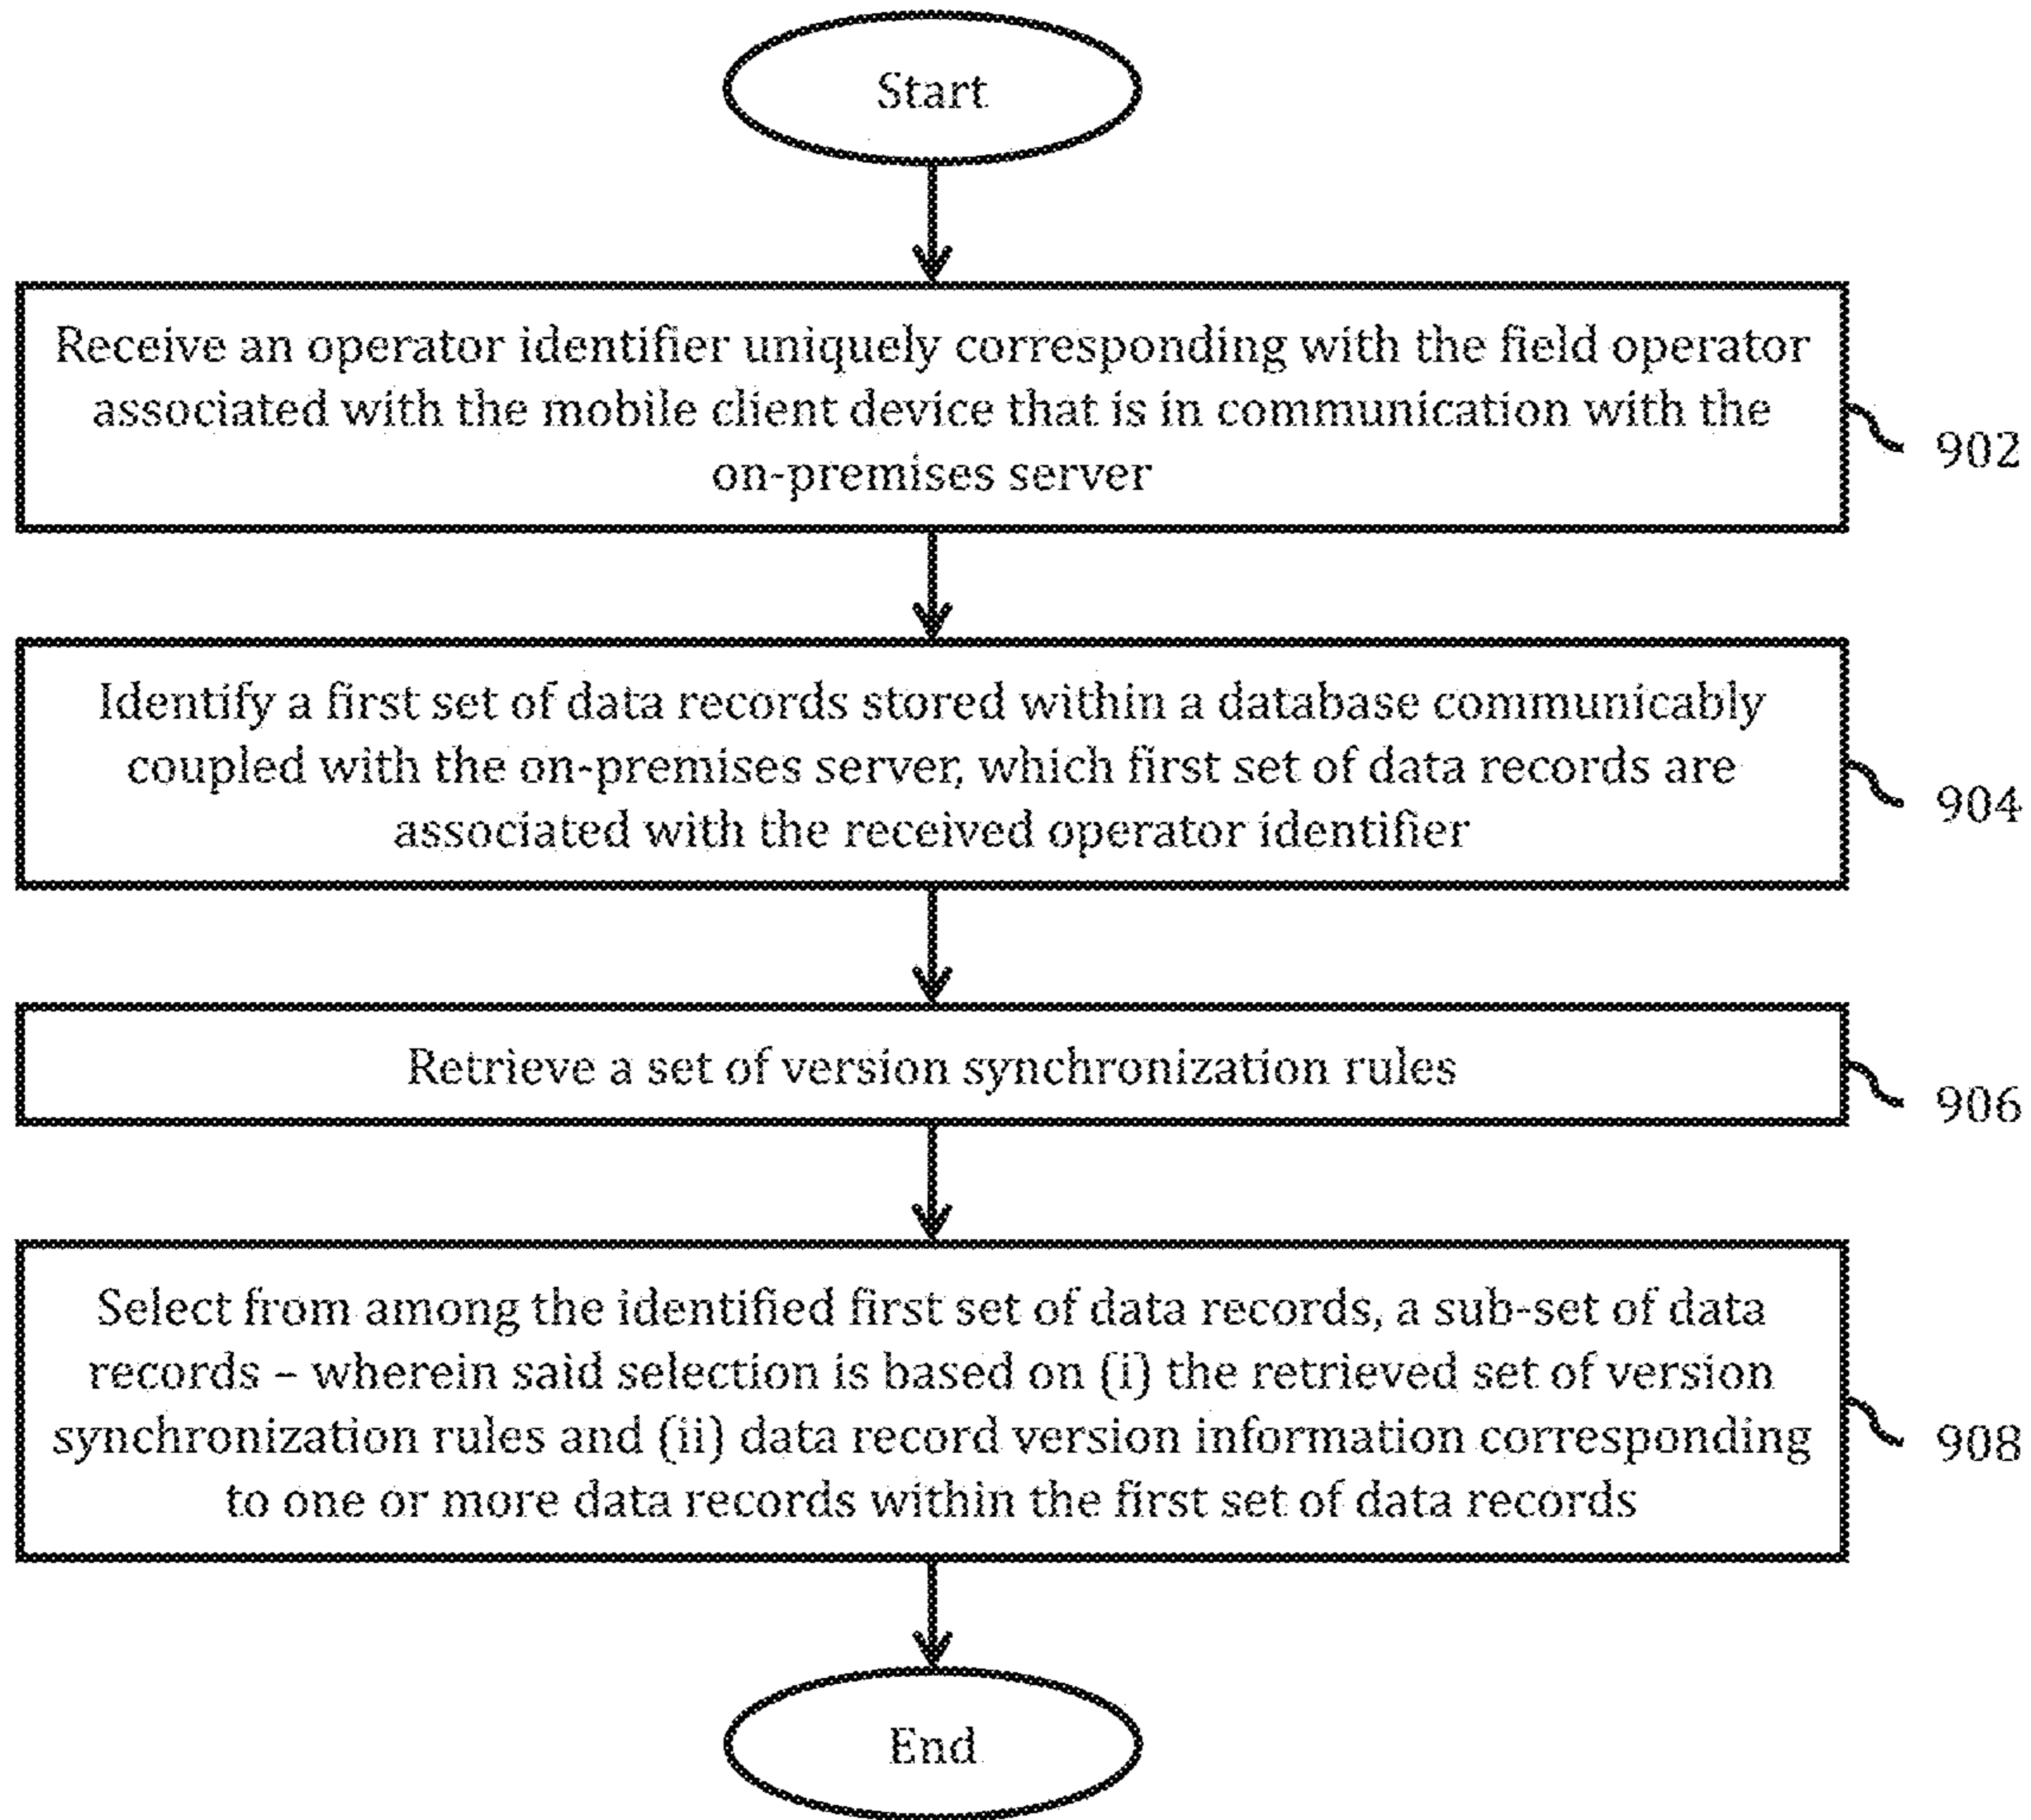 Start
Receive an operator identifier uniquely corresponding with the field operator
associated with the mobile client device that is in communication with the
on-premises server
902
Identify a first set of data records stored within a database communicably
coupled with the on-premises server, which first set of data records are
associated with the received operator identifier
904
Retrieve a set of version synchronization rules
906
Select from among the identified first set of data records, a sub-set of data
records – wherein said selection is based on (i) the retrieved set of version
synchronization rules and (ii) data record version information corresponding
to one or more data records within the first set of data records
908
End